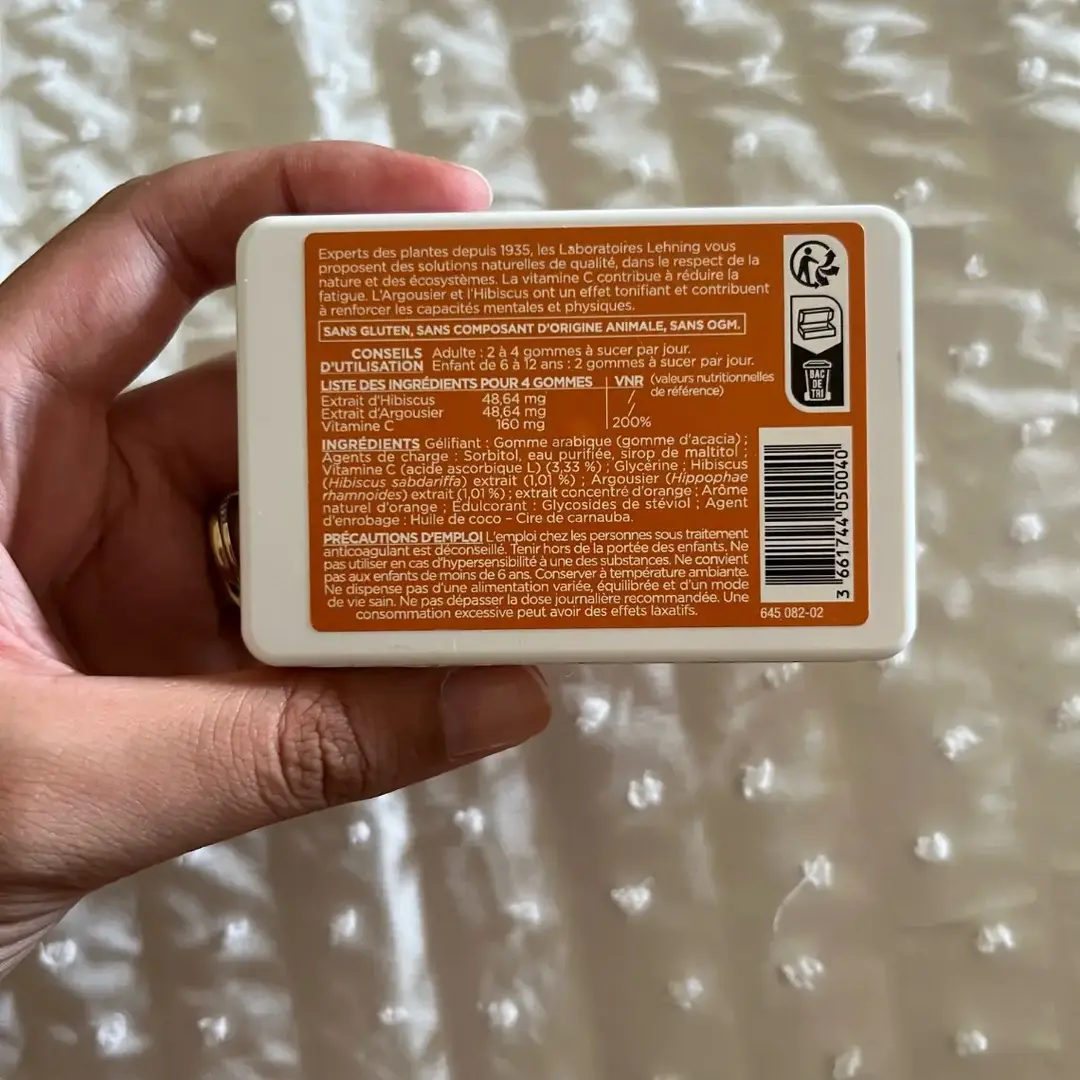 Experts des plantes depuis 1935, les Laboratoires Lehning vous
proposent des solutions naturelles de qualité, dans le respect de la
nature et des écosystèmes. La vitamine C contribue à réduire la
fatigue. L'Argousier et l'Hibiscus ont un effet tonifiant et contribuent
à renforcer les capacités mentales et physiques.
SANS GLUTEN, SANS COMPOSANT D'ORIGINE ANIMALE, SANS OGM.
CONSEILS D'UTILISATION
Adulte : 2 à 4 gommes à sucer par jour.
Enfant de 6 à 12 ans : 2 gommes à sucer par jour.
LISTE DES INGRÉDIENTS POUR 4 GOMMES VNR (valeurs nutritionnelles de référence)
Extrait d'Hibiscus 48,64 mg /
Extrait d'Argousier 48,64 mg /
Vitamine C 160 mg 200%
INGRÉDIENTS Gélifiant : Gomme arabique (gomme d'acacia) ;
Agents de charge : Sorbitol, eau purifiée, sirop de maltitol ;
Vitamine C (acide ascorbique L) (3,33 %) ; Glycérine ; Hibiscus
(Hibiscus sabdariffa) extrait (1,01 %) ; Argousier (Hippophae
rhamnoides) extrait (1,01 %) ; extrait concentré d'orange ; Arôme
naturel d'orange ; Édulcorant : Glycosides de stéviol ; Agent
d'enrobage : Huile de coco – Cire de carnauba.
PRÉCAUTIONS D'EMPLOI L'emploi chez les personnes sous traitement
anticoagulant est déconseillé. Tenir hors de la portée des enfants. Ne
pas utiliser en cas d'hypersensibilité à une des substances. Ne convient
pas aux enfants de moins de 6 ans. Conserver à température ambiante.
Ne dispense pas d'une alimentation variée, équilibrée et d'un mode
de vie sain. Ne pas dépasser la dose journalière recommandée. Une
consommation excessive peut avoir des effets laxatifs.
BAC
DE
TRI
3 661744 050040
645 082-02